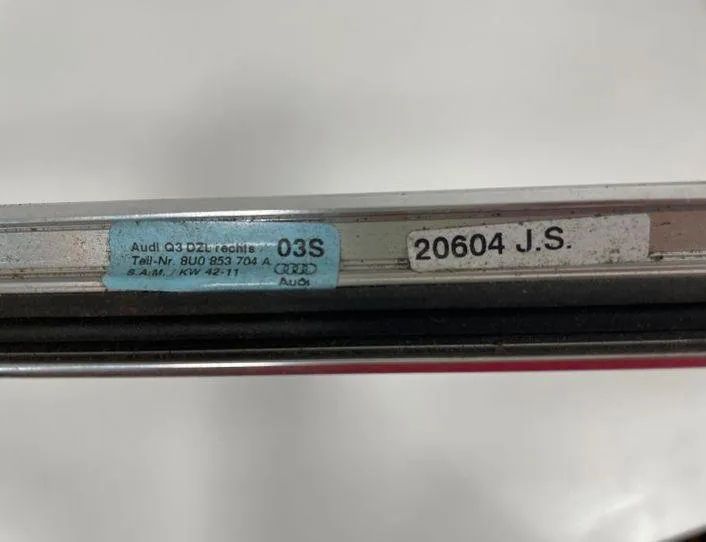 Audi Q3 DZL rechts 03S
Teil-Nr. 8U0 853 704 A
S.A.M. / KW 42-11
Audi
20604 J.S.